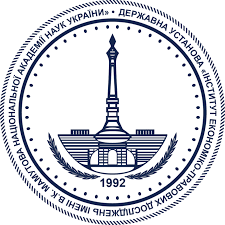 ДЕРЖАВНА УСТАНОВА «ІНСТИТУТ ЕКОНОМІКО-ПРАВОВИХ ДОСЛІДЖЕНЬ ІМЕНІ В.К. МАМУТОВА НАЦІОНАЛЬНОЇ АКАДЕМІЇ НАУК УКРАЇНИ» •
1992